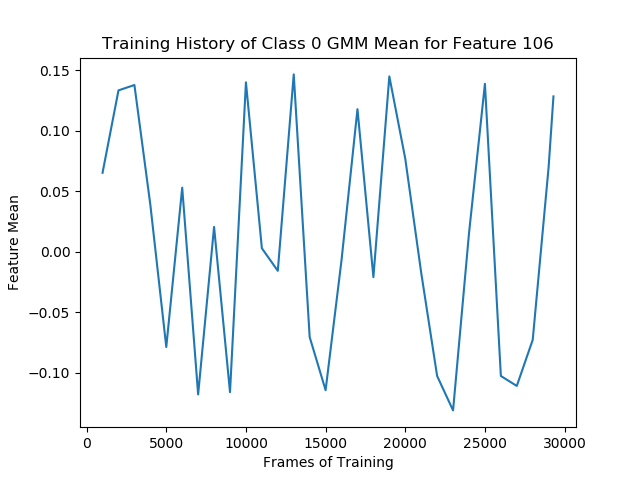 Training History of Class 0 GMM Mean for Feature 106
0.15
0.10
0.05
0.00
−0.05
−0.10
Feature Mean
0 5000 10000 15000 20000 25000 30000
Frames of Training